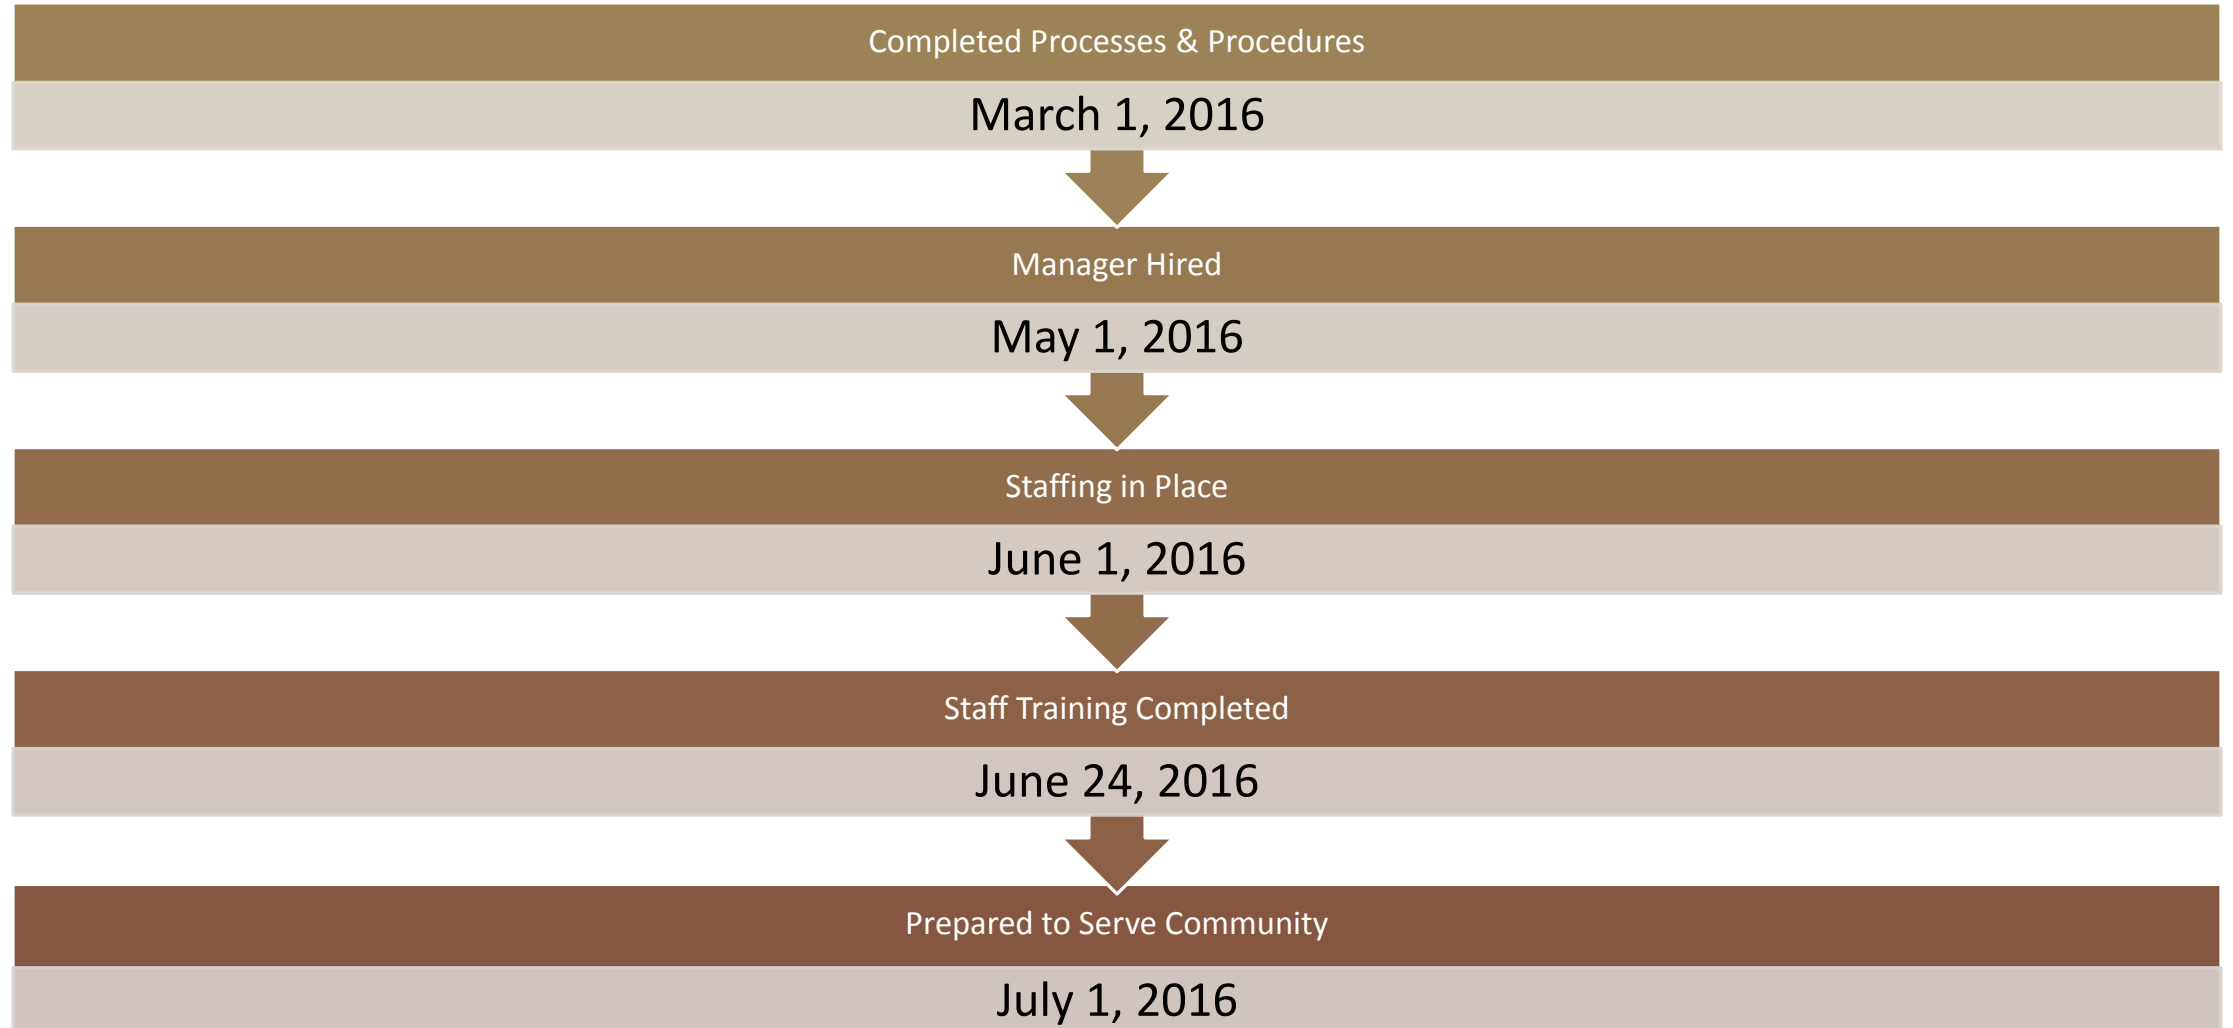 Completed Processes & Procedures
March 1, 2016
Manager Hired
May 1, 2016
Staffing in Place
June 1, 2016
Staff Training Completed
June 24, 2016
Prepared to Serve Community
July 1, 2016